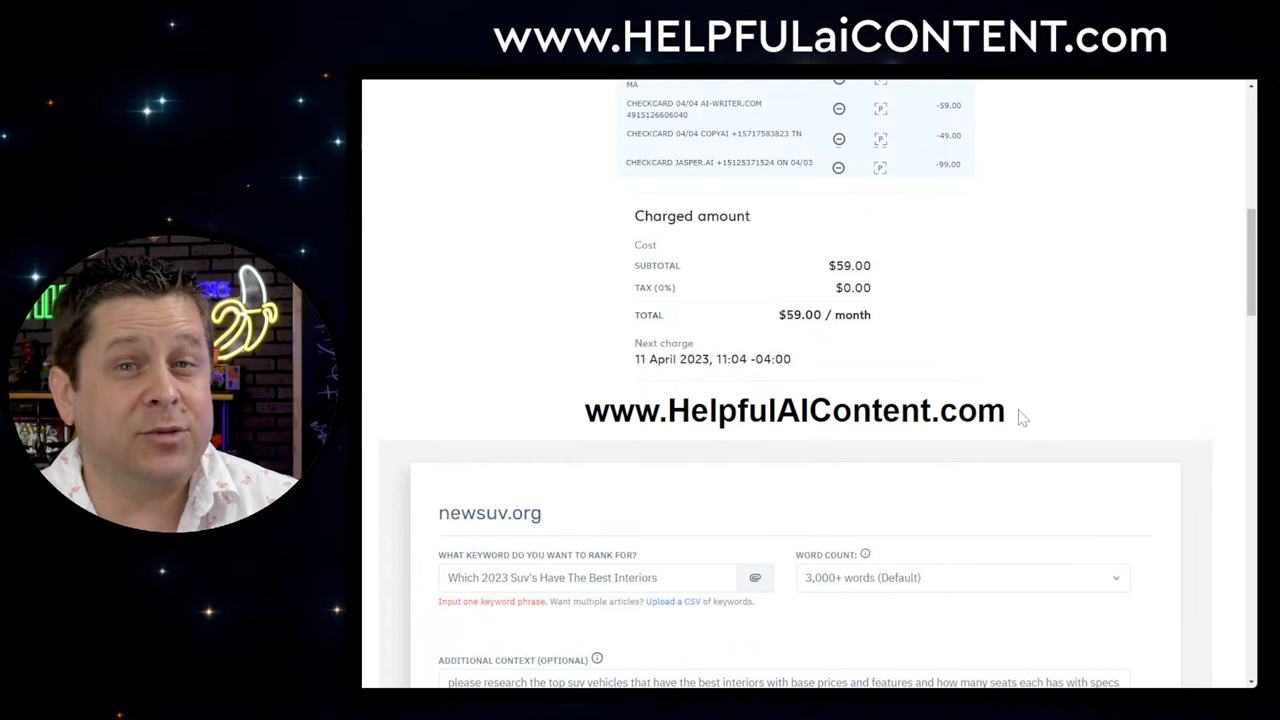 www.HELPFULaiCONTENT.com
MA
CHECKCARD 04/04 AI-WRITER.COM
4915126606040
-59.00
CHECKCARD 04/04 COPYAI +15717583823 TN
-49.00
CHECKCARD JASPER.AI +15125371524 ON 04/03
-99.00
Charged amount
Cost
SUBTOTAL $59.00
TAX (0%) $0.00
TOTAL $59.00 / month
Next charge
11 April 2023, 11:04 -04:00
www.HelpfulAIContent.com
newsuv.org
WHAT KEYWORD DO YOU WANT TO RANK FOR? WORD COUNT:
Which 2023 Suv's Have The Best Interiors 3,000+ words (Default)
Input one keyword phrase. Want multiple articles? Upload a CSV of keywords.
ADDITIONAL CONTEXT (OPTIONAL)
please research the top suv vehicles that have the best interiors with base prices and features and how many seats each has with specs